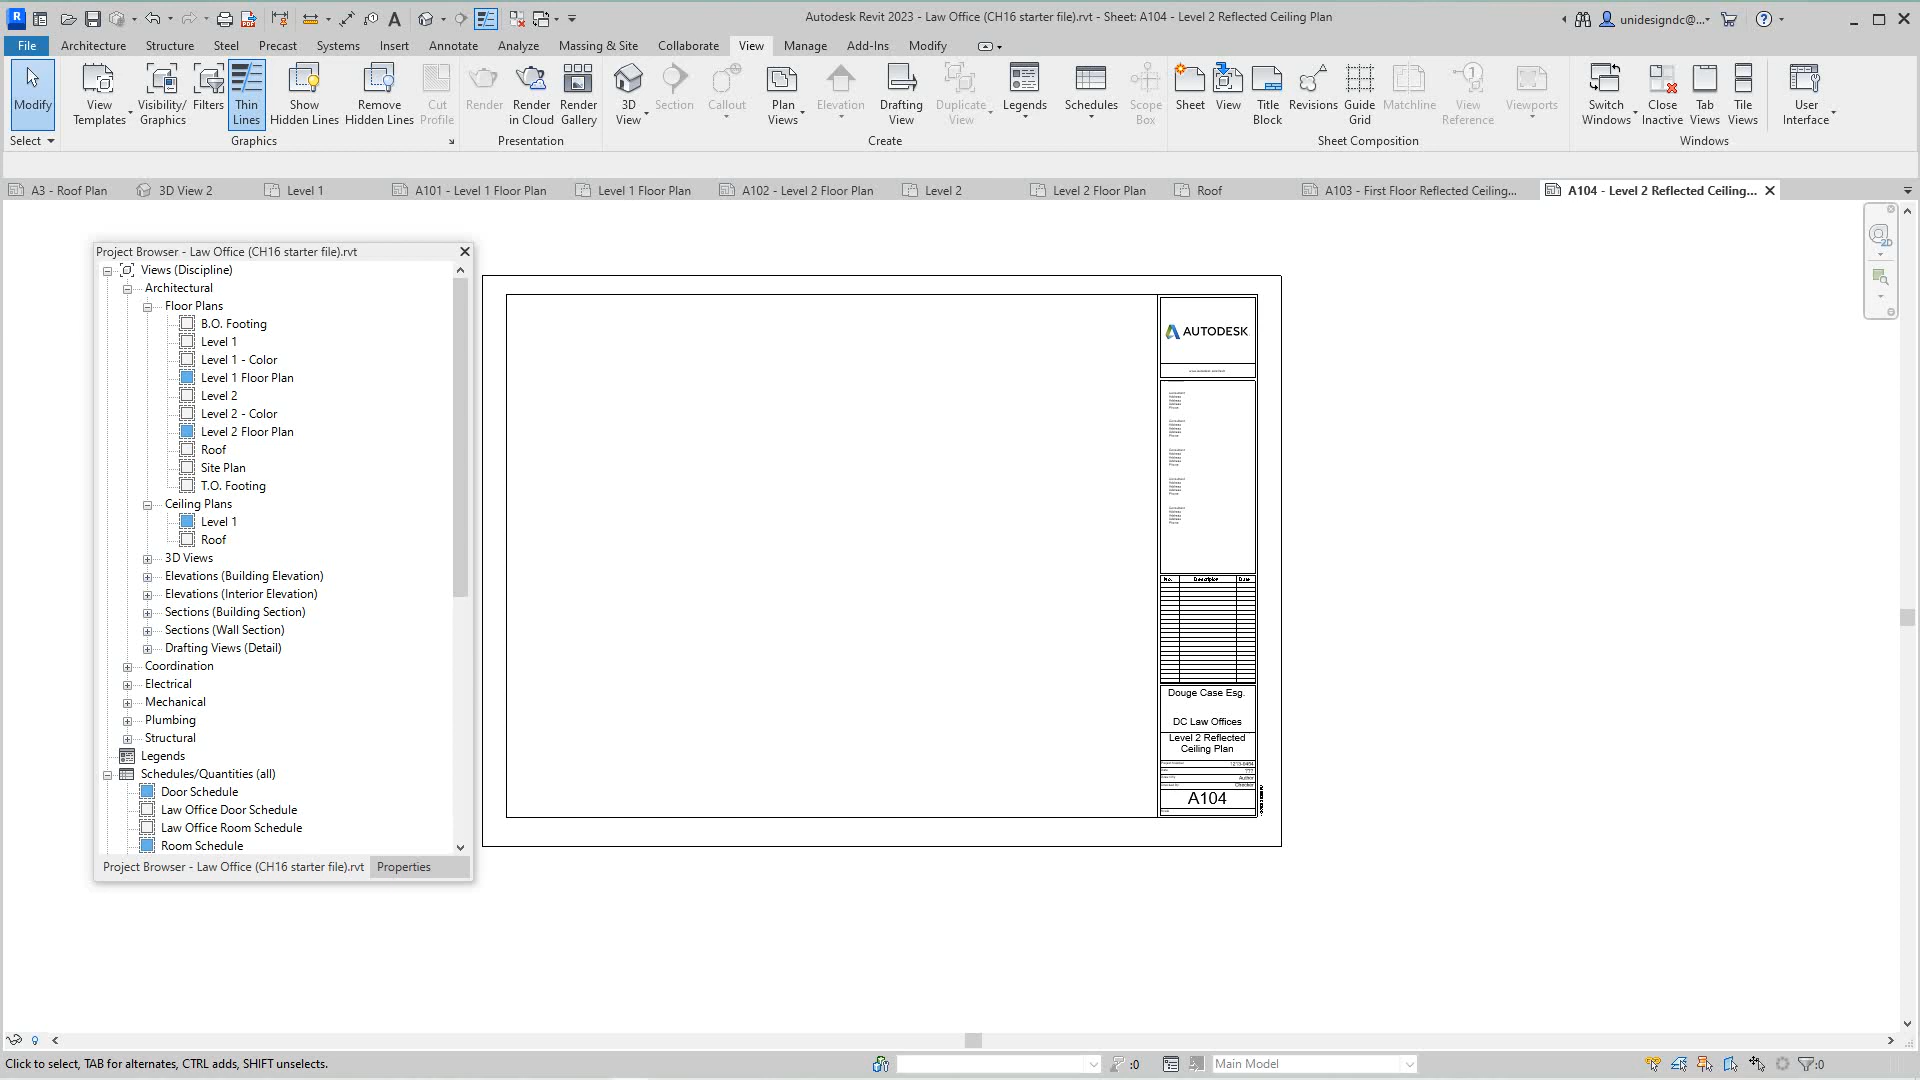 Autodesk Revit 2023 - Law Office (CH16 starter file).rvt - Sheet: A104 - Level 2 Reflected Ceiling Plan
unidesigndc@...
File Architecture Structure Steel Precast Systems Insert Annotate Analyze Massing & Site Collaborate View Manage Add-Ins Modify
Modify
View Templates
Visibility/ Graphics
Filters
Thin Lines
Show Hidden Lines
Remove Hidden Lines
Cut Profile
Render
Render in Cloud
Render Gallery
3D View
Section
Callout
Plan Views
Elevation
Drafting View
Duplicate View
Legends
Schedules
Scope Box
Sheet
View
Title Block
Revisions
Guide Grid
Matchline
View Reference
Viewports
Switch Windows
Close Inactive
Tab Views
Tile Views
User Interface
Select Graphics Presentation Create Sheet Composition Windows
A3 - Roof Plan
3D View 2
Level 1
A101 - Level 1 Floor Plan
Level 1 Floor Plan
A102 - Level 2 Floor Plan
Level 2
Level 2 Floor Plan
Roof
A103 - First Floor Reflected Ceiling...
A104 - Level 2 Reflected Ceiling...
Project Browser - Law Office (CH16 starter file).rvt
Views (Discipline)
Architectural
Floor Plans
B.O. Footing
Level 1
Level 1 - Color
Level 1 Floor Plan
Level 2
Level 2 - Color
Level 2 Floor Plan
Roof
Site Plan
T.O. Footing
Ceiling Plans
Level 1
Roof
3D Views
Elevations (Building Elevation)
Elevations (Interior Elevation)
Sections (Building Section)
Sections (Wall Section)
Drafting Views (Detail)
Coordination
Electrical
Mechanical
Plumbing
Structural
Legends
Schedules/Quantities (all)
Door Schedule
Law Office Door Schedule
Law Office Room Schedule
Room Schedule
Project Browser - Law Office (CH16 starter file).rvt Properties
AUTODESK
No. Description Date
Douge Case Esg.
DC Law Offices
Level 2 Reflected
Ceiling Plan
Author
Checker
A104
2D
Click to select, TAB for alternates, CTRL adds, SHIFT unselects.
:0
Main Model
:0